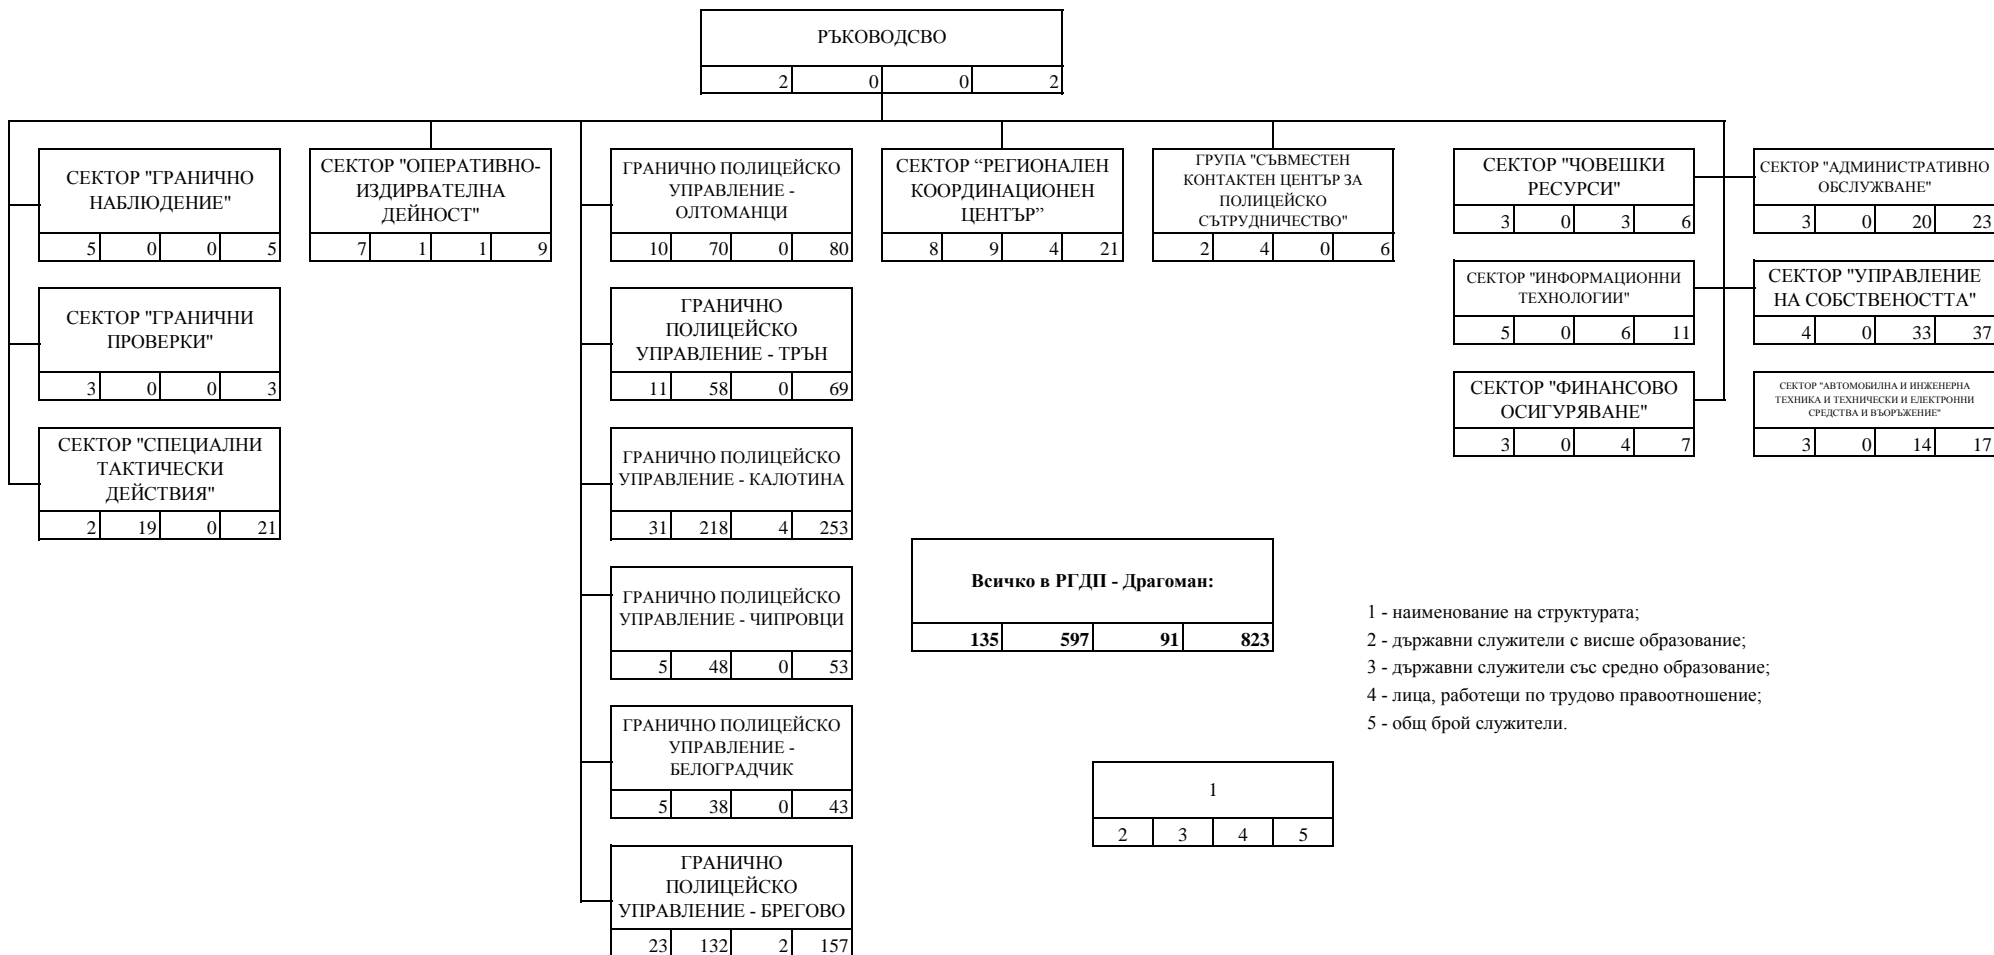 РЪКОВОДСВО
2 0 0 2
СЕКТОР "ГРАНИЧНО
НАБЛЮДЕНИЕ"
5 0 0 5
СЕКТОР "ОПЕРАТИВНО-
ИЗДИРВАТЕЛНА
ДЕЙНОСТ"
7 1 1 9
ГРАНИЧНО ПОЛИЦЕЙСКО
УПРАВЛЕНИЕ -
ОЛТОМАНЦИ
10 70 0 80
СЕКТОР “РЕГИОНАЛЕН
КООРДИНАЦИОНЕН
ЦЕНТЪР”
8 9 4 21
ГРУПА "СЪВМЕСТЕН
КОНТАКТЕН ЦЕНТЪР ЗА
ПОЛИЦЕЙСКО
СЪТРУДНИЧЕСТВО"
2 4 0 6
СЕКТОР "ЧОВЕШКИ
РЕСУРСИ"
3 0 3 6
СЕКТОР "АДМИНИСТРАТИВНО
ОБСЛУЖВАНЕ"
3 0 20 23
СЕКТОР "ГРАНИЧНИ
ПРОВЕРКИ"
3 0 0 3
ГРАНИЧНО
ПОЛИЦЕЙСКО
УПРАВЛЕНИЕ - ТРЪН
11 58 0 69
СЕКТОР "ИНФОРМАЦИОННИ
ТЕХНОЛОГИИ"
5 0 6 11
СЕКТОР "УПРАВЛЕНИЕ
НА СОБСТВЕНОСТТА"
4 0 33 37
СЕКТОР "СПЕЦИАЛНИ
ТАКТИЧЕСКИ
ДЕЙСТВИЯ"
2 19 0 21
ГРАНИЧНО ПОЛИЦЕЙСКО
УПРАВЛЕНИЕ - КАЛОТИНА
31 218 4 253
СЕКТОР "ФИНАНСОВО
ОСИГУРЯВАНЕ"
3 0 4 7
СЕКТОР "АВТОМОБИЛНА И ИНЖЕНЕРНА
ТЕХНИКА И ТЕХНИЧЕСКИ И ЕЛЕКТРОННИ
СРЕДСТВА И ВЪОРЪЖЕНИЕ"
3 0 14 17
ГРАНИЧНО ПОЛИЦЕЙСКО
УПРАВЛЕНИЕ - ЧИПРОВЦИ
5 48 0 53
Всичко в РГДП - Драгоман:
135 597 91 823
1 - наименование на структурата;
2 - държавни служители с висше образование;
3 - държавни служители със средно образование;
4 - лица, работещи по трудово правоотношение;
5 - общ брой служители.
ГРАНИЧНО ПОЛИЦЕЙСКО
УПРАВЛЕНИЕ -
БЕЛОГРАДЧИК
5 38 0 43
1
2 3 4 5
ГРАНИЧНО
ПОЛИЦЕЙСКО
УПРАВЛЕНИЕ - БРЕГОВО
23 132 2 157